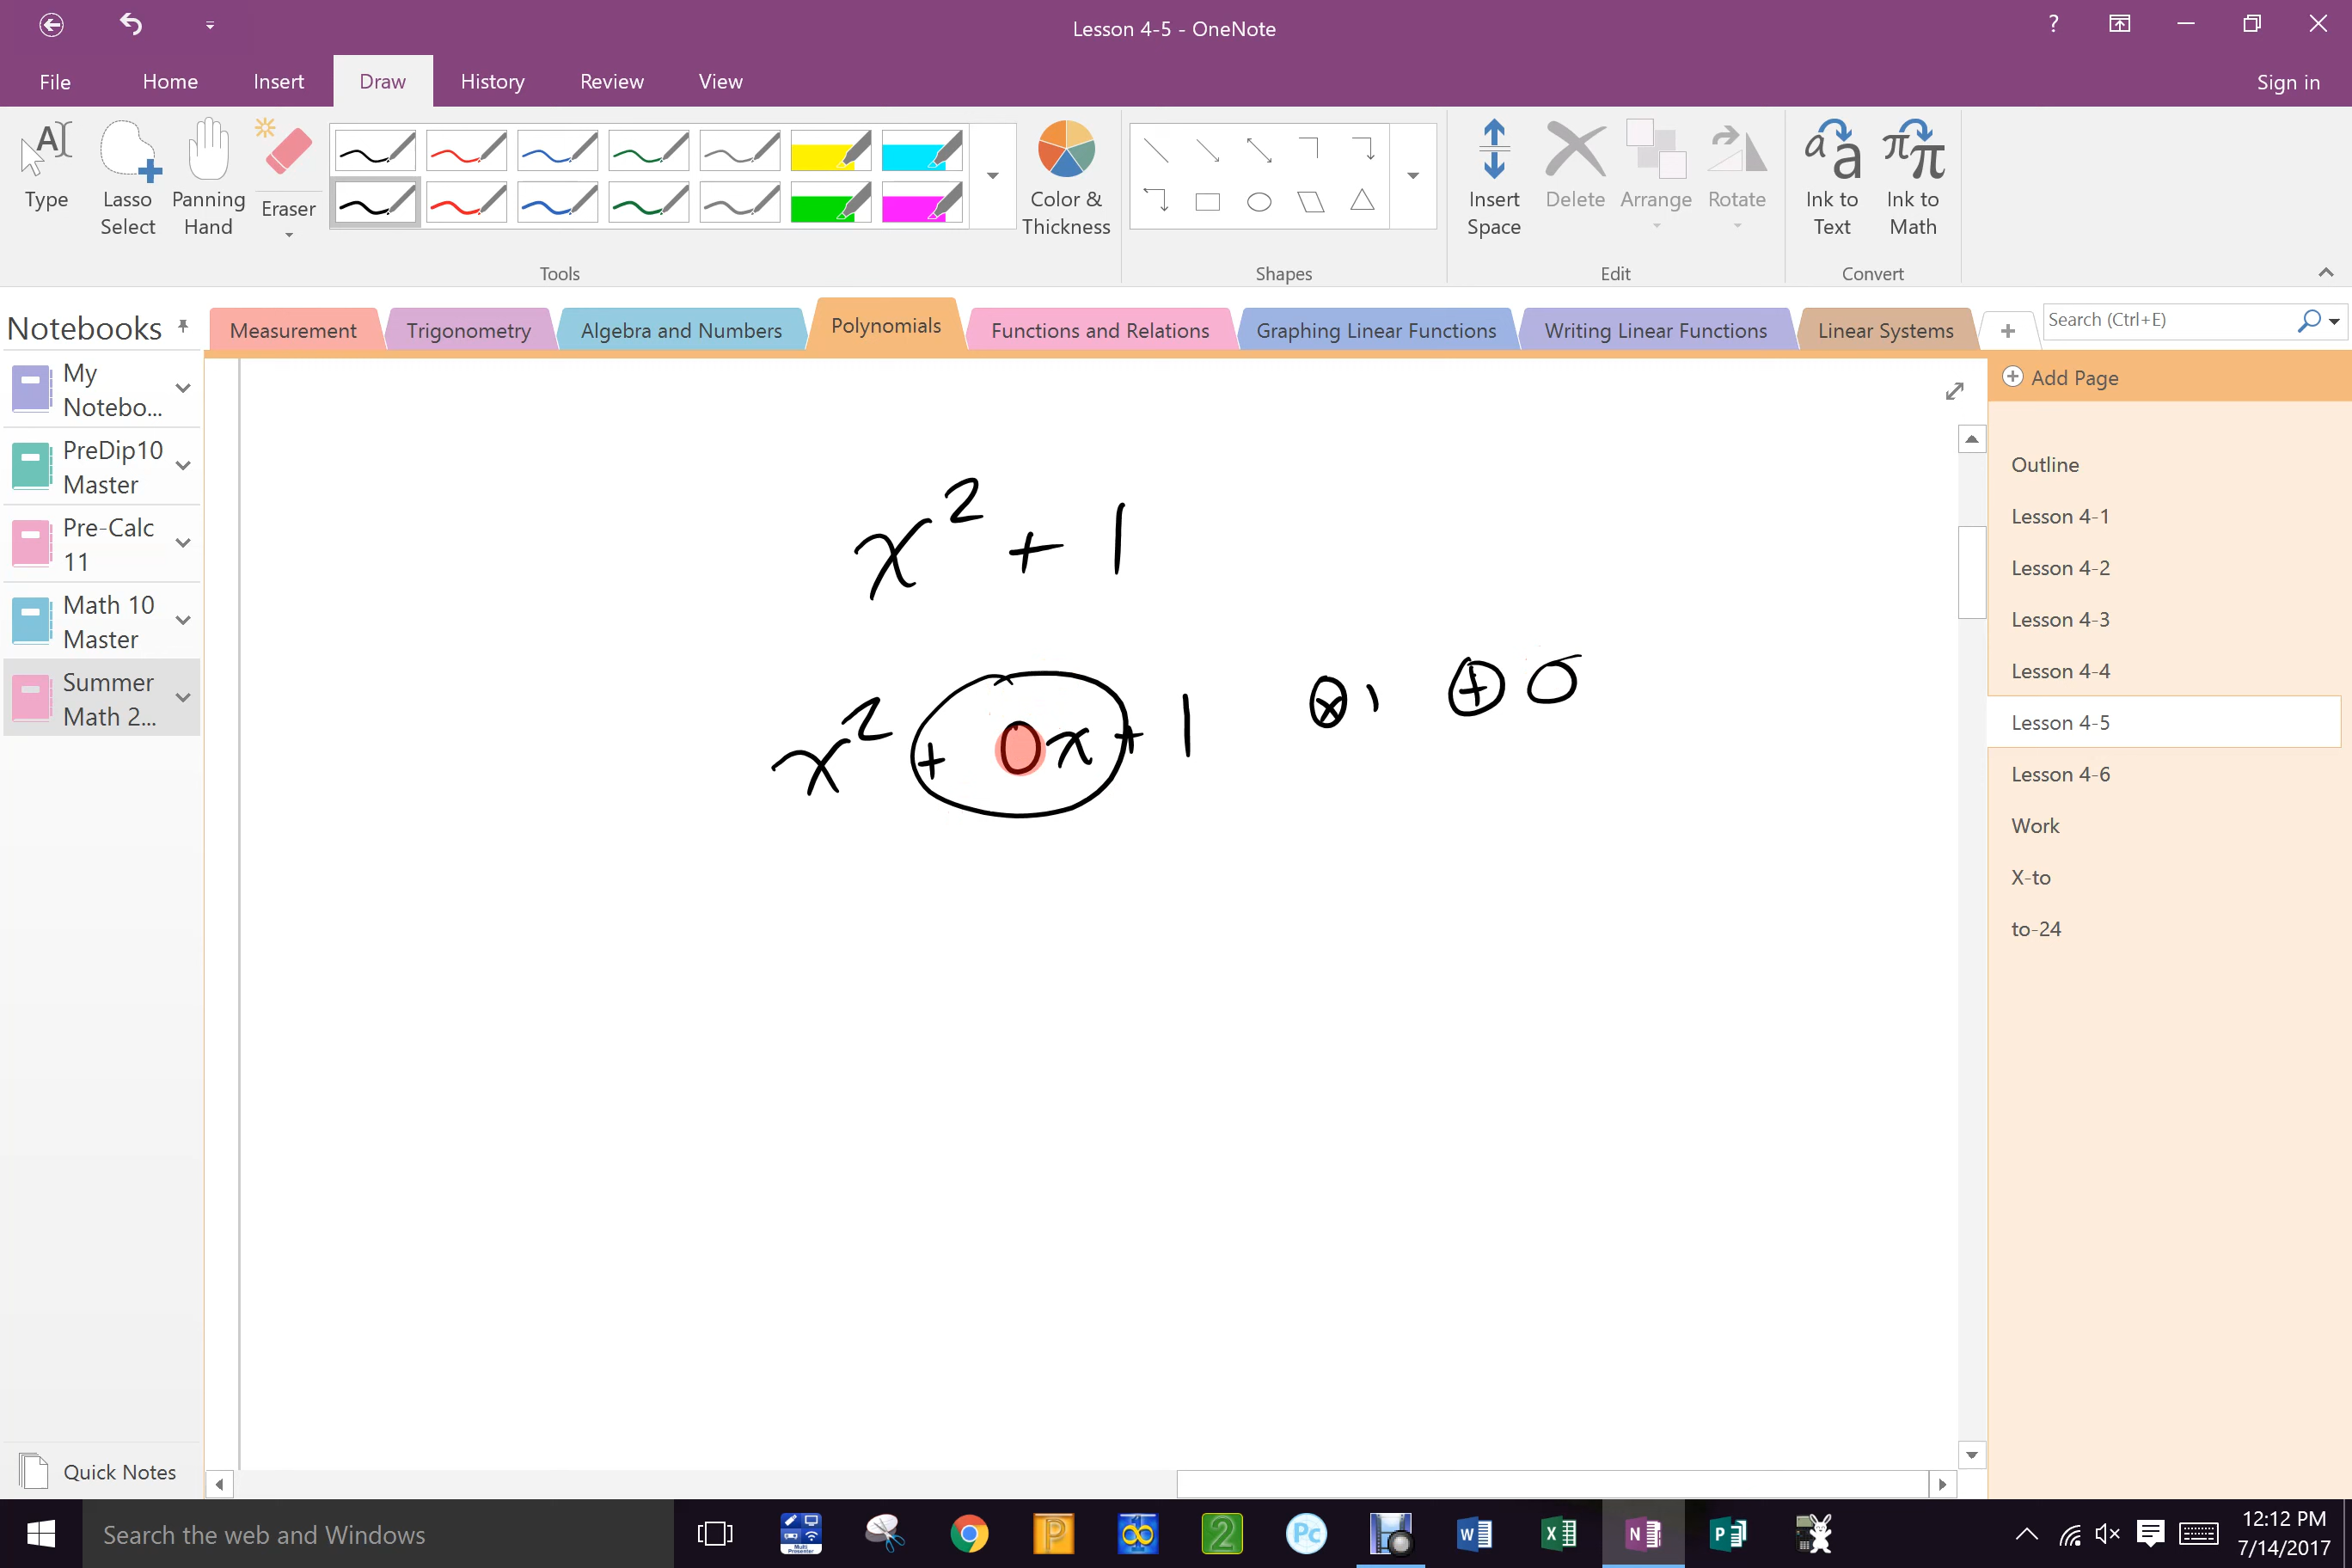 Lesson 4-5 - OneNote
?
File Home Insert Draw History Review View Sign in
Type
Lasso Select
Panning Hand
Eraser
Color & Thickness
Insert Space
Delete
Arrange
Rotate
Ink to Text
Ink to Math
Tools Shapes Edit Convert
Notebooks
Measurement Trigonometry Algebra and Numbers Polynomials Functions and Relations Graphing Linear Functions Writing Linear Functions Linear Systems +
Search (Ctrl+E)
My
Notebo...
PreDip10
Master
Pre-Calc
11
Math 10
Master
Summer
Math 2...
Quick Notes
x² + 1
x² + 0x + 1 ⊗ 1 ⊕ 0
Add Page
Outline
Lesson 4-1
Lesson 4-2
Lesson 4-3
Lesson 4-4
Lesson 4-5
Lesson 4-6
Work
X-to
to-24
Search the web and Windows
12:12 PM
7/14/2017